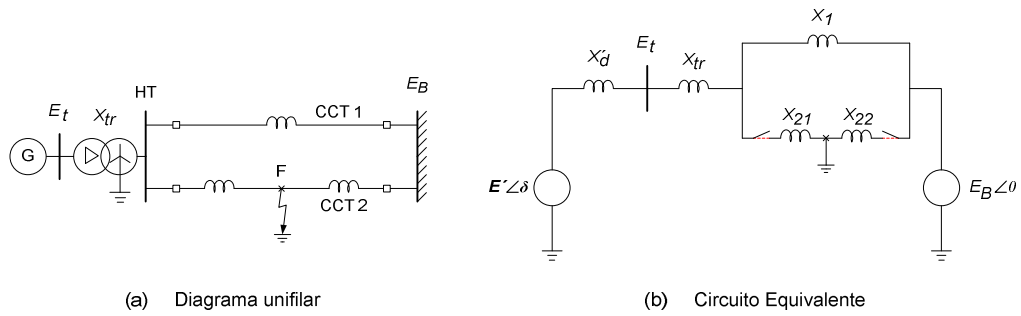 E_t
X_tr
HT
CCT 1
E_B
G
F
CCT 2
(a) Diagrama unifilar
X'_d
E_t
X_tr
X_1
X_21
X_22
E'∠δ
E_B∠0
(b) Circuito Equivalente